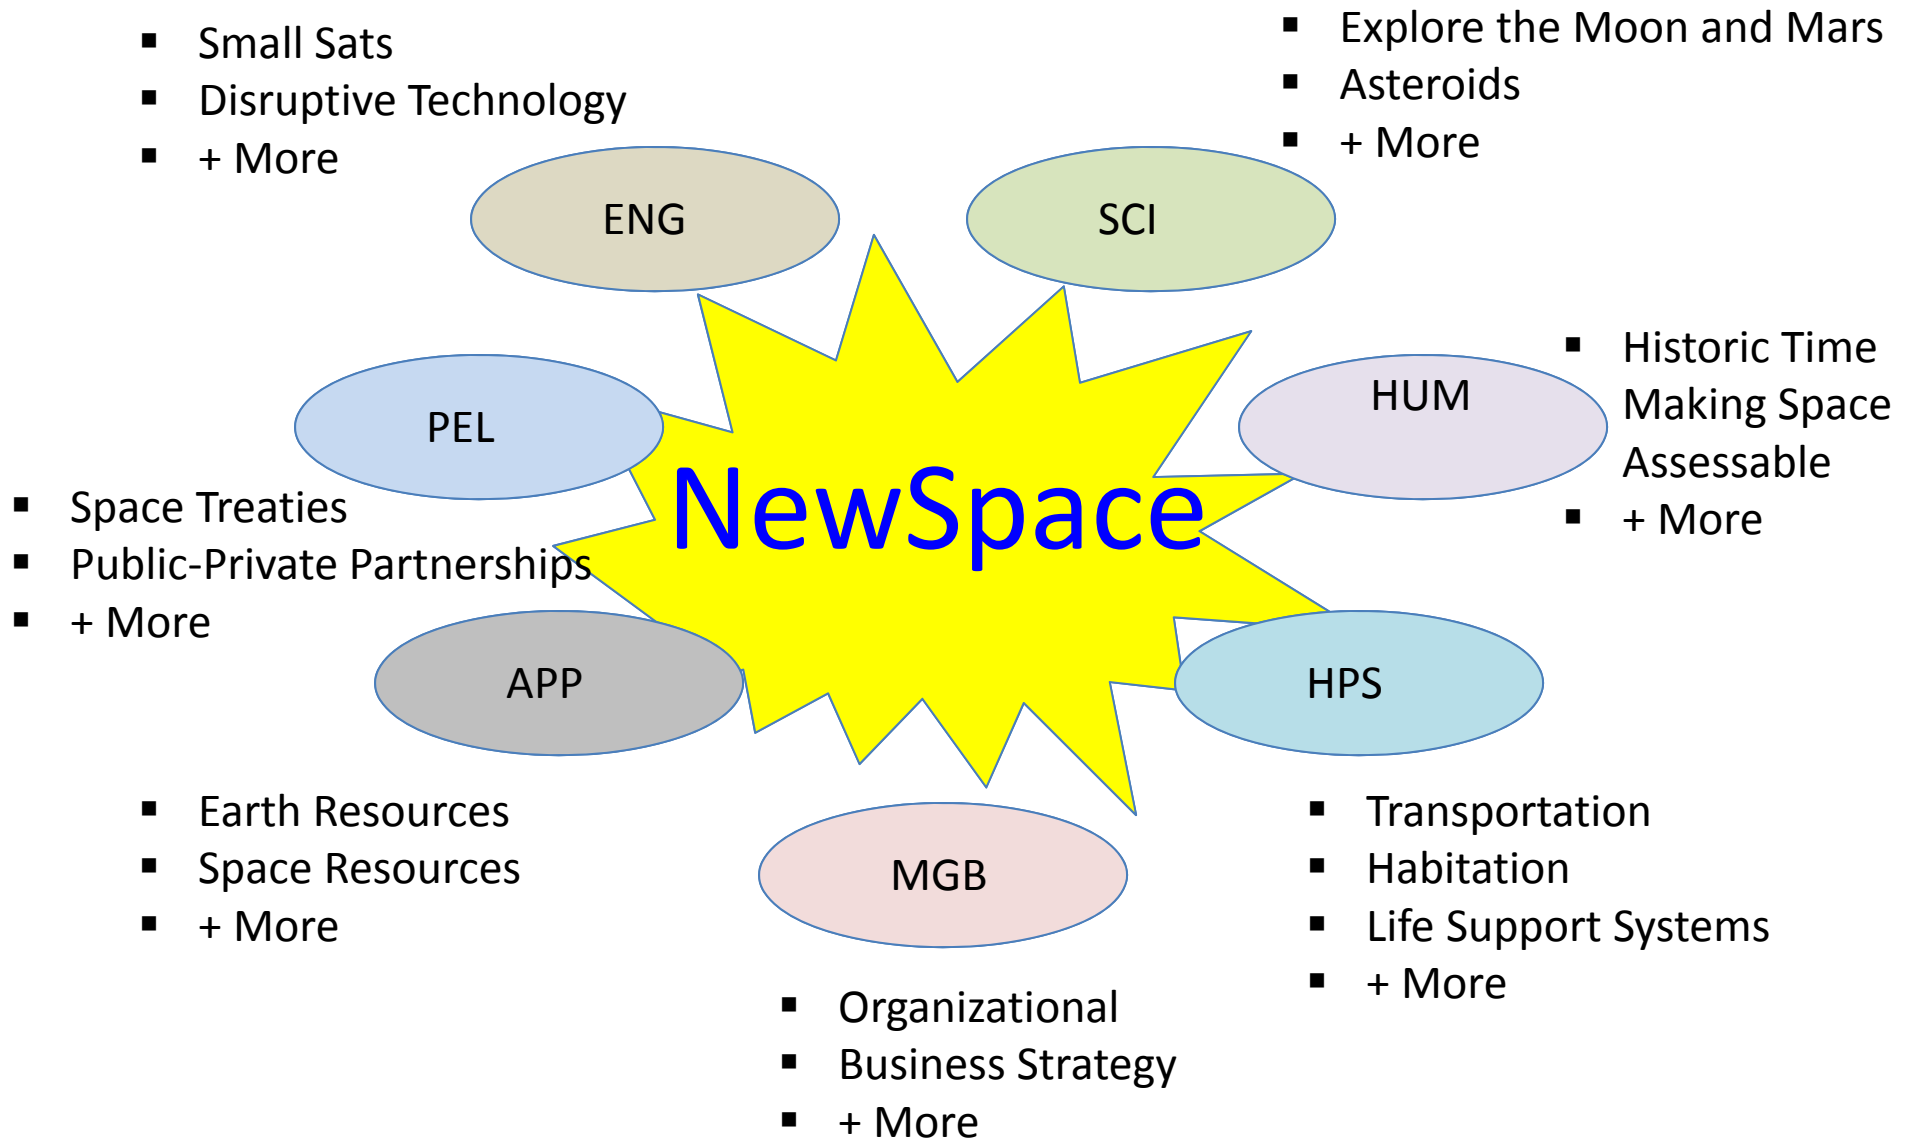 ▪ Small Sats
▪ Disruptive Technology
▪ + More
▪ Explore the Moon and Mars
▪ Asteroids
▪ + More
ENG
SCI
▪ Historic Time
Making Space
Assessable
▪ + More
HUM
PEL
NewSpace
▪ Space Treaties
▪ Public-Private Partnerships
▪ + More
APP
HPS
▪ Earth Resources
▪ Space Resources
▪ + More
MGB
▪ Transportation
▪ Habitation
▪ Life Support Systems
▪ + More
▪ Organizational
▪ Business Strategy
▪ + More